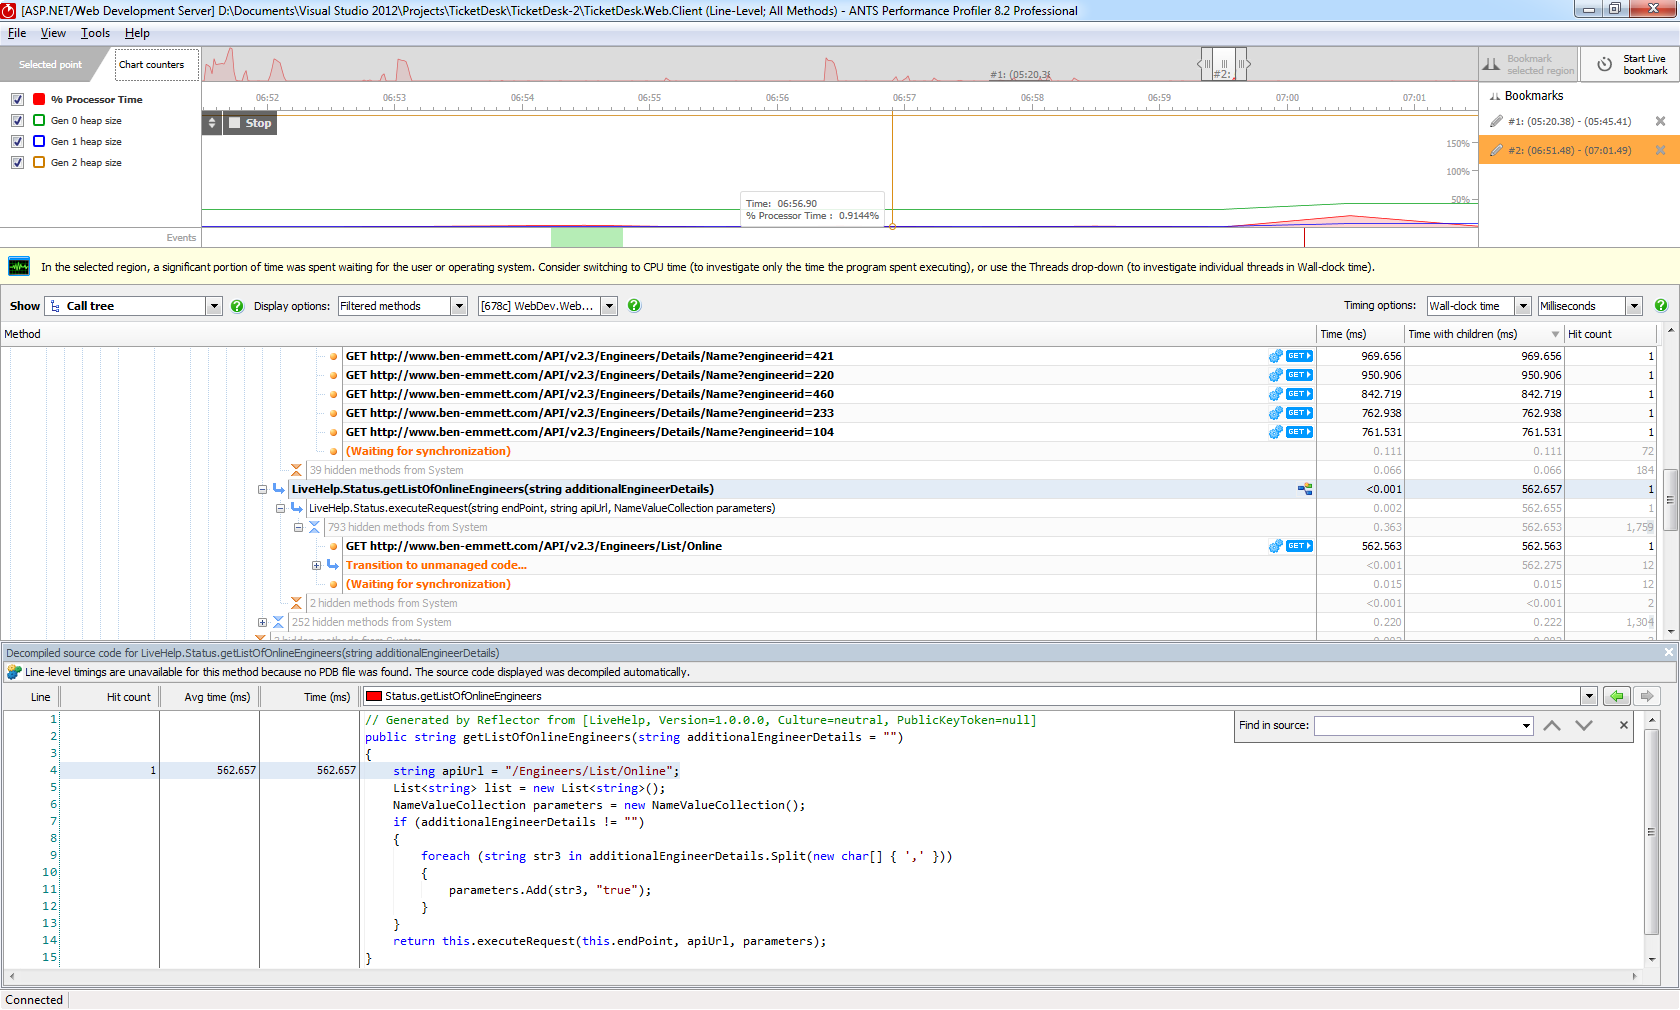 [ASP.NET/Web Development Server] D:\Documents\Visual Studio 2012\Projects\TicketDesk\TicketDesk-2\TicketDesk.Web.Client (Line-Level; All Methods) - ANTS Performance Profiler 8.2 Professional
File View Tools Help
Selected point
Chart counters
#1: (05:20.3
#2:
Bookmark selected region
Start Live bookmark
06:52 06:53 06:54 06:55 06:56 06:57 06:58 06:59 07:00 07:01
% Processor Time
Gen 0 heap size
Gen 1 heap size
Gen 2 heap size
Stop
Bookmarks
#1: (05:20.38) - (05:45.41)
#2: (06:51.48) - (07:01.49)
150%
100%
50%
Time: 06:56.90
% Processor Time : 0.9144%
Events
In the selected region, a significant portion of time was spent waiting for the user or operating system. Consider switching to CPU time (to investigate only the time the program spent executing), or use the Threads drop-down (to investigate individual threads in Wall-clock time).
Show Call tree Display options: Filtered methods [678c] WebDev.Web... Timing options: Wall-clock time Milliseconds
Method Time (ms) Time with children (ms) Hit count
GET http://www.ben-emmett.com/API/v2.3/Engineers/Details/Name?engineerid=421 GET 969.656 969.656 1
GET http://www.ben-emmett.com/API/v2.3/Engineers/Details/Name?engineerid=220 GET 950.906 950.906 1
GET http://www.ben-emmett.com/API/v2.3/Engineers/Details/Name?engineerid=460 GET 842.719 842.719 1
GET http://www.ben-emmett.com/API/v2.3/Engineers/Details/Name?engineerid=233 GET 762.938 762.938 1
GET http://www.ben-emmett.com/API/v2.3/Engineers/Details/Name?engineerid=104 GET 761.531 761.531 1
(Waiting for synchronization) 0.111 0.111 72
39 hidden methods from System 0.066 0.066 184
LiveHelp.Status.getListOfOnlineEngineers(string additionalEngineerDetails) <0.001 562.657 1
LiveHelp.Status.executeRequest(string endPoint, string apiUrl, NameValueCollection parameters) 0.002 562.655 1
793 hidden methods from System 0.363 562.653 1,759
GET http://www.ben-emmett.com/API/v2.3/Engineers/List/Online GET 562.563 562.563 1
Transition to unmanaged code... <0.001 562.275 12
(Waiting for synchronization) 0.015 0.015 12
2 hidden methods from System <0.001 <0.001 2
252 hidden methods from System 0.220 0.222 1,304
Decompiled source code for LiveHelp.Status.getListOfOnlineEngineers(string additionalEngineerDetails)
Line-level timings are unavailable for this method because no PDB file was found. The source code displayed was decompiled automatically.
Line Hit count Avg time (ms) Time (ms) Status.getListOfOnlineEngineers
Find in source:
1 // Generated by Reflector from [LiveHelp, Version=1.0.0.0, Culture=neutral, PublicKeyToken=null]
2 public string getListOfOnlineEngineers(string additionalEngineerDetails = "")
3 {
4 1 562.657 562.657 string apiUrl = "/Engineers/List/Online";
5 List<string> list = new List<string>();
6 NameValueCollection parameters = new NameValueCollection();
7 if (additionalEngineerDetails != "")
8 {
9 foreach (string str3 in additionalEngineerDetails.Split(new char[] { ',' }))
10 {
11 parameters.Add(str3, "true");
12 }
13 }
14 return this.executeRequest(this.endPoint, apiUrl, parameters);
15 }
Connected